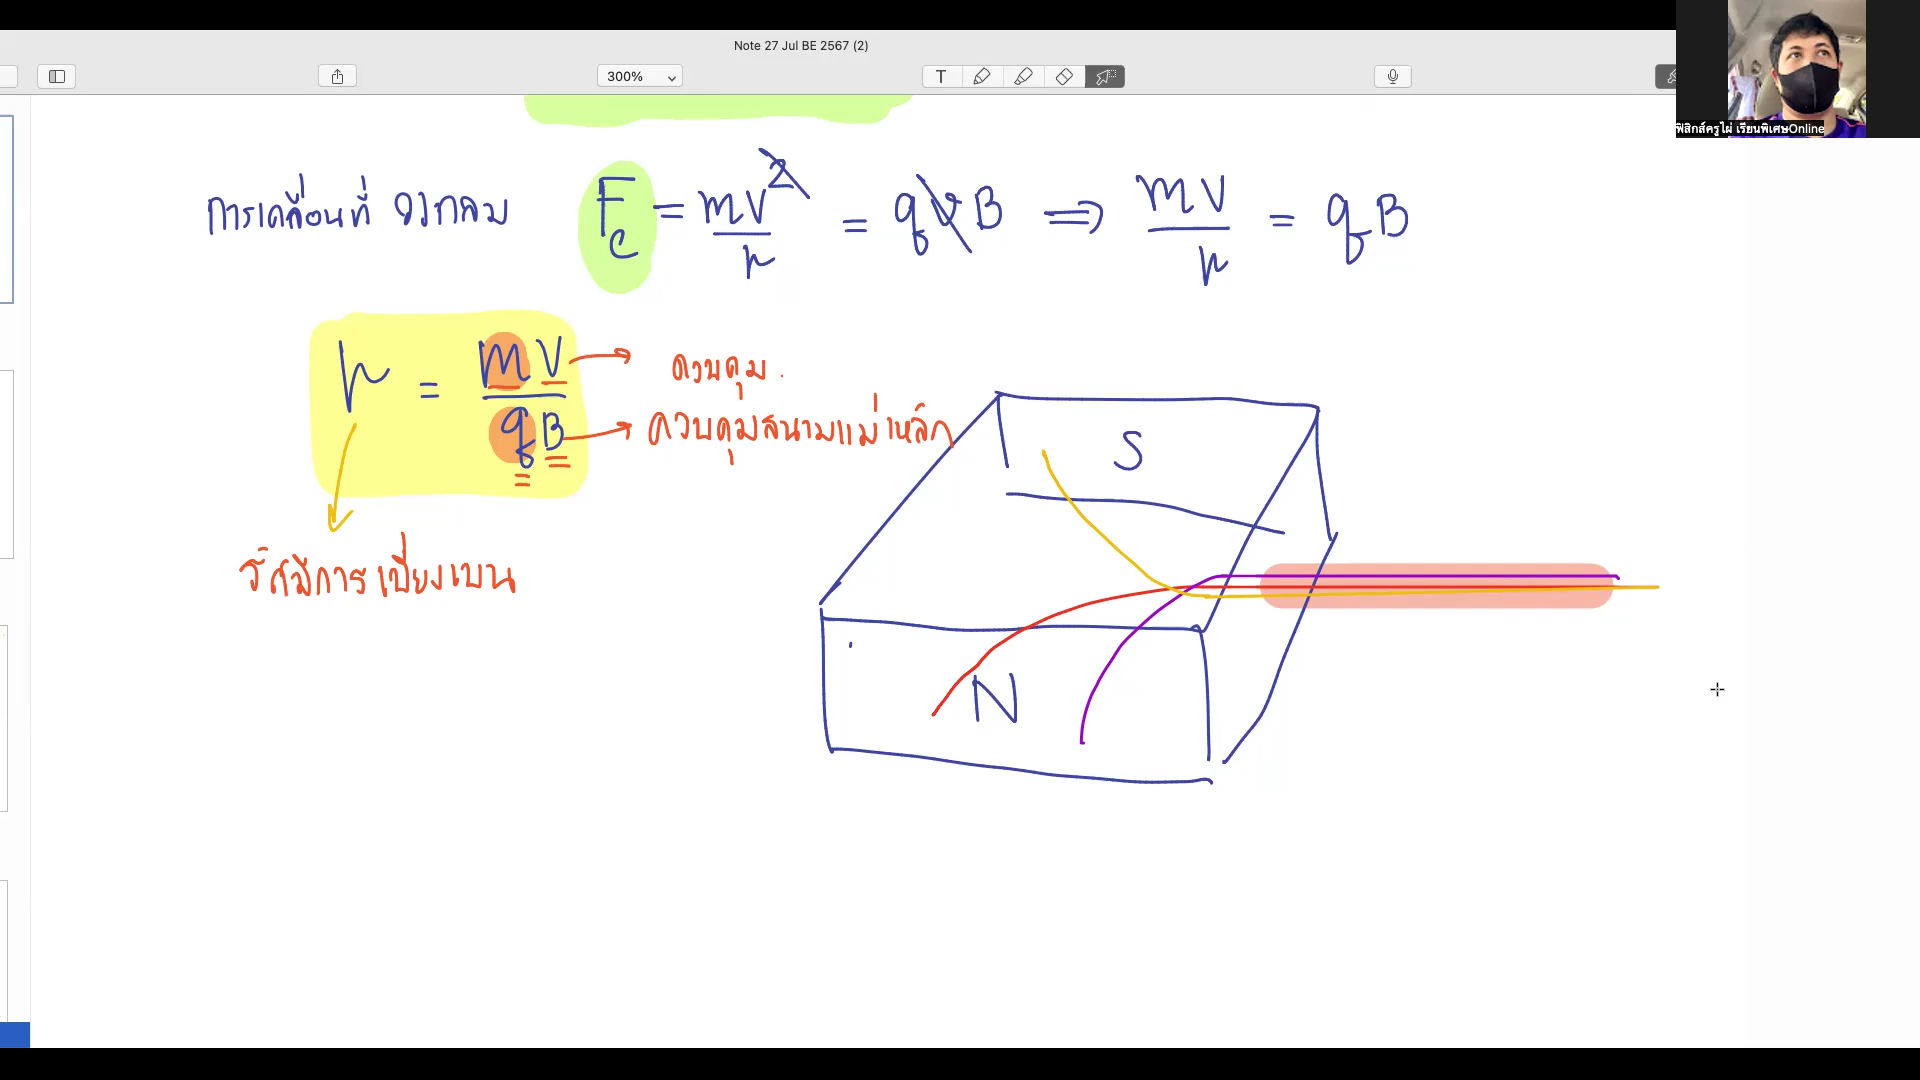 Note 27 Jul BE 2567 (2)
300%
T
ฟิสิกส์ครูไผ่ เรียนพิเศษOnline
การเคลื่อนที่ วงกลม Fc = mv²/r = qvB ⇒ mv/r = qB
r = mv/qB
ควบคุม.
ควบคุมสนามแม่เหล็ก
S
รัศมีการเบี่ยงเบน
N